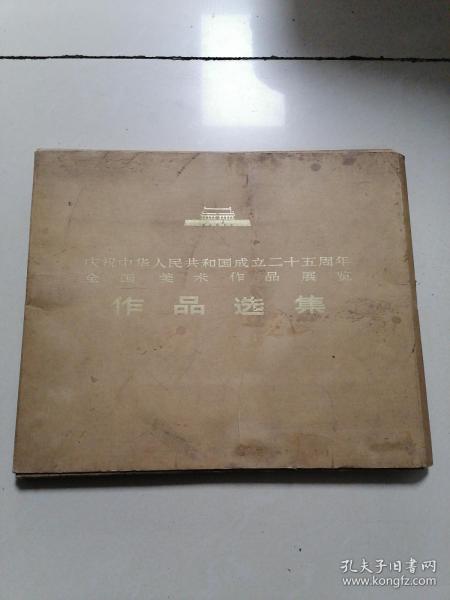 庆祝中华人民共和国成立二十五周年
全国美术作品展览
作品选集
孔夫子旧书网
www.kongfz.com